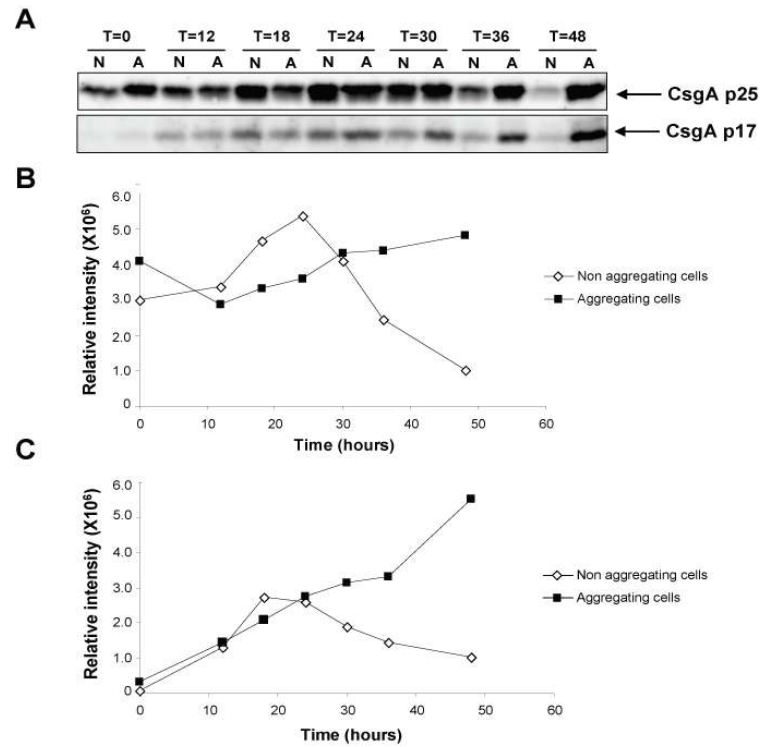 A
T=0 T=12 T=18 T=24 T=30 T=36 T=48
N A N A N A N A N A N A N A
CsgA p25
CsgA p17
B
Relative intensity (X10⁶)
6.0
5.0
4.0
3.0
2.0
1.0
0
0 10 20 30 40 50 60
Time (hours)
Non aggregating cells
Aggregating cells
C
Relative intensity (X10⁶)
6.0
5.0
4.0
3.0
2.0
1.0
0
0 10 20 30 40 50 60
Time (hours)
Non aggregating cells
Aggregating cells